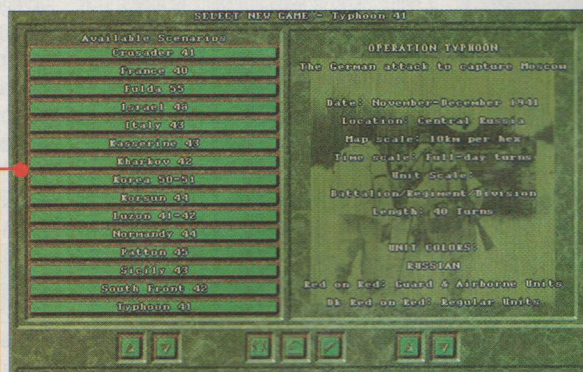 SELECT NEW GAME - Typhoon 41
Available Scenarios
Crusader 41
France 40
Fulda 55
Israel 48
Italy 43
Kasserine 43
Kharkov 42
Korea 50-51
Korsun 44
Luzon 41-42
Normandy 44
Patton 45
Sicily 43
South Front 42
Typhoon 41
OPERATION TYPHOON
The German attack to capture Moscow
Date: November-December 1941
Location: Central Russia
Map scale: 10km per hex
Time scale: Full-day turns
Unit Scale:
Battalion/Regiment/Division
Length: 40 Turns
UNIT COLORS:
RUSSIAN
Red on Red: Guard & Airborne Units
Dk Red on Red: Regular Units